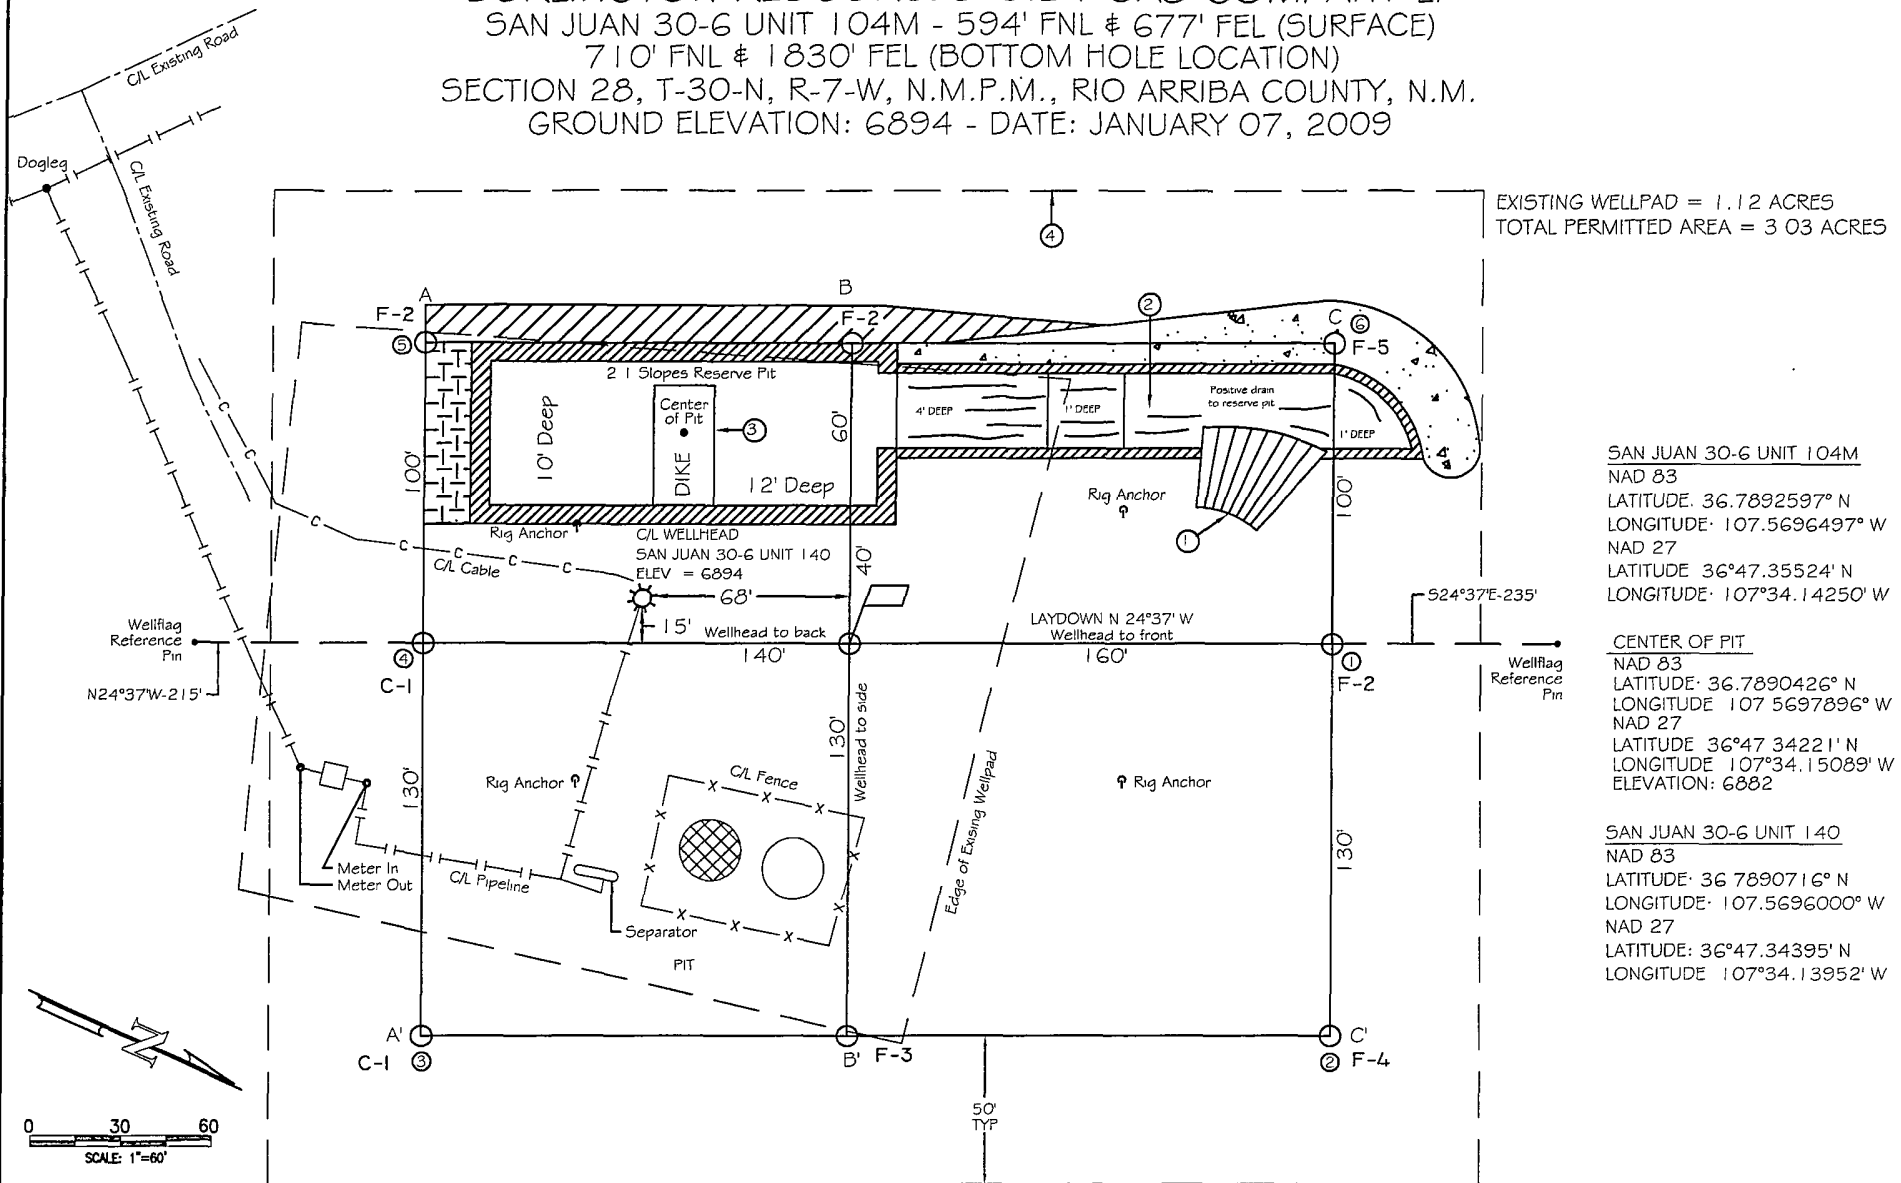 SAN JUAN 30-6 UNIT 104M - 594' FNL & 677' FEL (SURFACE)
710' FNL & 1830' FEL (BOTTOM HOLE LOCATION)
SECTION 28, T-30-N, R-7-W, N.M.P.M., RIO ARRIBA COUNTY, N.M.
GROUND ELEVATION: 6894 - DATE: JANUARY 07, 2009
C/L Existing Road
Dogleg
C/L Existing Road
EXISTING WELLPAD = 1.12 ACRES
TOTAL PERMITTED AREA = 3 03 ACRES
4
A
B
2
C
6
F-2
F-2
F-5
5
2 1 Slopes Reserve Pit
Center
of Pit
3
10' Deep
DIKE
12' Deep
60'
100'
4' DEEP
1' DEEP
Positive drain
to reserve pit
1' DEEP
Rig Anchor
1
100'
C
C
C
C
C
C
C/L Cable
Rig Anchor
C/L WELLHEAD
SAN JUAN 30-6 UNIT 140
ELEV = 6894
40'
68'
15'
Wellhead to back
140'
LAYDOWN N 24°37' W
Wellhead to front
160'
S24°37'E-235'
Wellflag
Reference
Pin
N24°37'W-215'
4
C-1
1
F-2
Wellflag
Reference
Pin
130'
130'
Wellhead to side
130'
Rig Anchor
C/L Fence
Edge of Existing Wellpad
Rig Anchor
Meter In
Meter Out
C/L Pipeline
Separator
PIT
A'
C-1
3
B'
F-3
C'
2
F-4
50'
TYP
N
0 30 60
SCALE: 1"=60'
SAN JUAN 30-6 UNIT 104M
NAD 83
LATITUDE. 36.7892597° N
LONGITUDE· 107.5696497° W
NAD 27
LATITUDE 36°47.35524' N
LONGITUDE· 107°34.14250' W
CENTER OF PIT
NAD 83
LATITUDE· 36.7890426° N
LONGITUDE 107 5697896° W
NAD 27
LATITUDE 36°47 34221' N
LONGITUDE 107°34.15089' W
ELEVATION: 6882
SAN JUAN 30-6 UNIT 140
NAD 83
LATITUDE· 36 7890716° N
LONGITUDE· 107.5696000° W
NAD 27
LATITUDE: 36°47.34395' N
LONGITUDE 107°34.13952' W